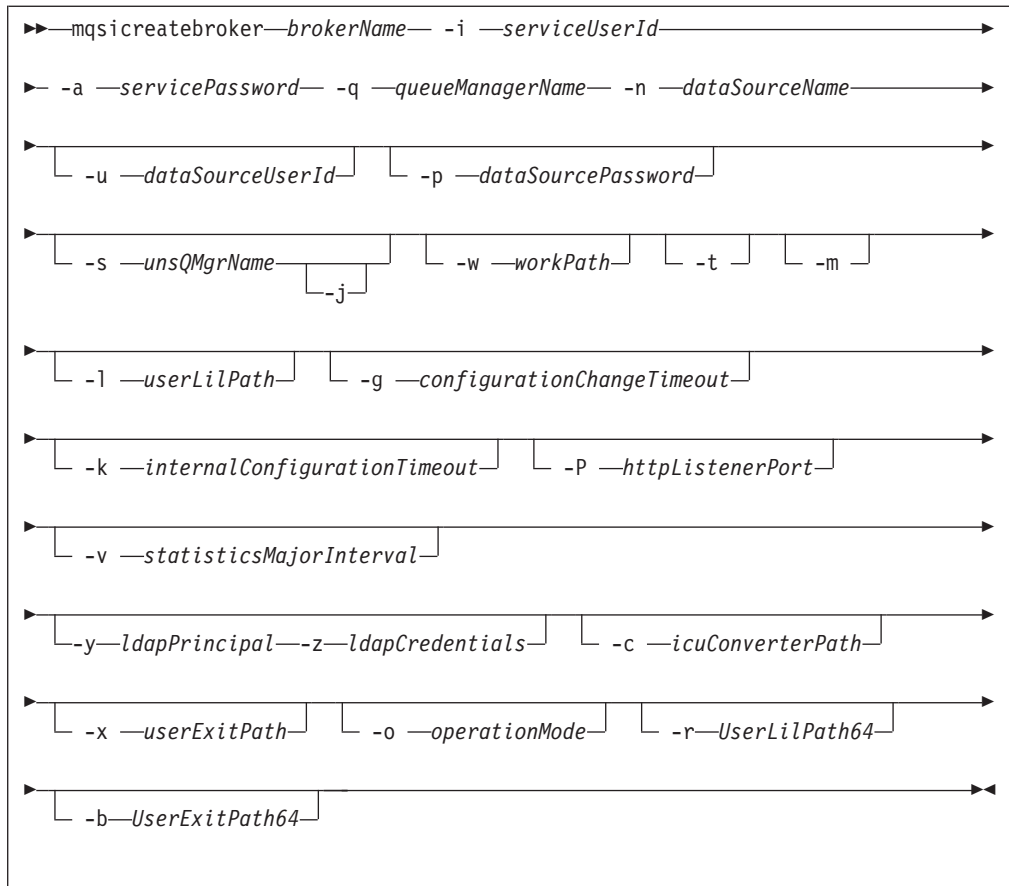 mqsicreatebroker brokerName -i serviceUserId
-a servicePassword -q queueManagerName -n dataSourceName
-u dataSourceUserId -p dataSourcePassword
-s unsQMgrName -w workPath -t -m
-j
-l userLilPath -g configurationChangeTimeout
-k internalConfigurationTimeout -P httpListenerPort
-v statisticsMajorInterval
-y ldapPrincipal -z ldapCredentials -c icuConverterPath
-x userExitPath -o operationMode -r UserLilPath64
-b UserExitPath64